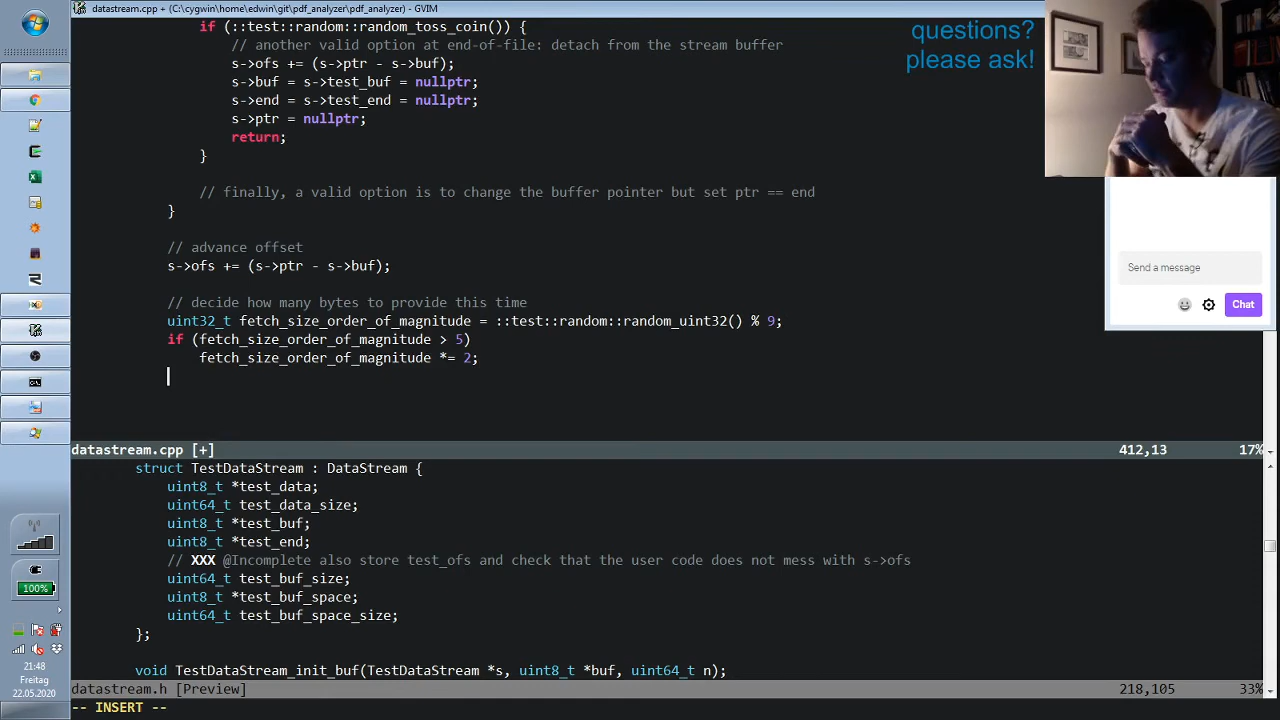 datastream.cpp + (C:\cygwin\home\edwin\git\pdf_analyzer\pdf_analyzer) - GVIM
if (::test::random::random_toss_coin()) {
// another valid option at end-of-file: detach from the stream buffer
s->ofs += (s->ptr - s->buf);
s->buf = s->test_buf = nullptr;
s->end = s->test_end = nullptr;
s->ptr = nullptr;
return;
}
// finally, a valid option is to change the buffer pointer but set ptr == end
}
// advance offset
s->ofs += (s->ptr - s->buf);
// decide how many bytes to provide this time
uint32_t fetch_size_order_of_magnitude = ::test::random::random_uint32() % 9;
if (fetch_size_order_of_magnitude > 5)
fetch_size_order_of_magnitude *= 2;
datastream.cpp [+] 412,13 17%
struct TestDataStream : DataStream {
uint8_t *test_data;
uint64_t test_data_size;
uint8_t *test_buf;
uint8_t *test_end;
// XXX @Incomplete also store test_ofs and check that the user code does not mess with s->ofs
uint64_t test_buf_size;
uint8_t *test_buf_space;
uint64_t test_buf_space_size;
};
void TestDataStream_init_buf(TestDataStream *s, uint8_t *buf, uint64_t n);
datastream.h [Preview] 218,105 33%
-- INSERT --
questions?
please ask!
Send a message
Chat
100%
21:48
Freitag
22.05.2020